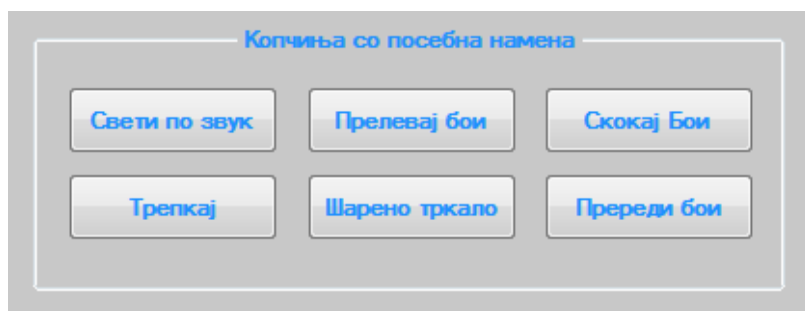 Копчиња со посебна намена
Свети по звук Прелевај бои Скокај Бои
Трепкај Шарено тркало Пререди бои